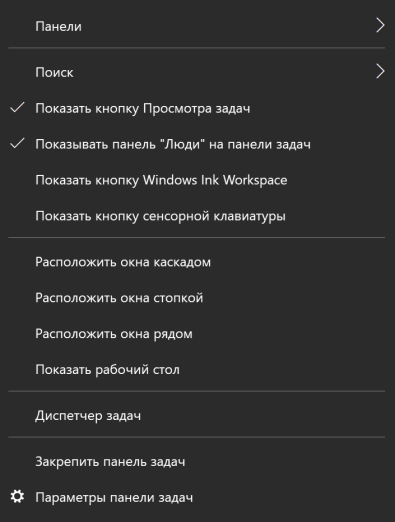 Панели
Поиск
Показать кнопку Просмотра задач
Показывать панель "Люди" на панели задач
Показать кнопку Windows Ink Workspace
Показать кнопку сенсорной клавиатуры
Расположить окна каскадом
Расположить окна стопкой
Расположить окна рядом
Показать рабочий стол
Диспетчер задач
Закрепить панель задач
Параметры панели задач